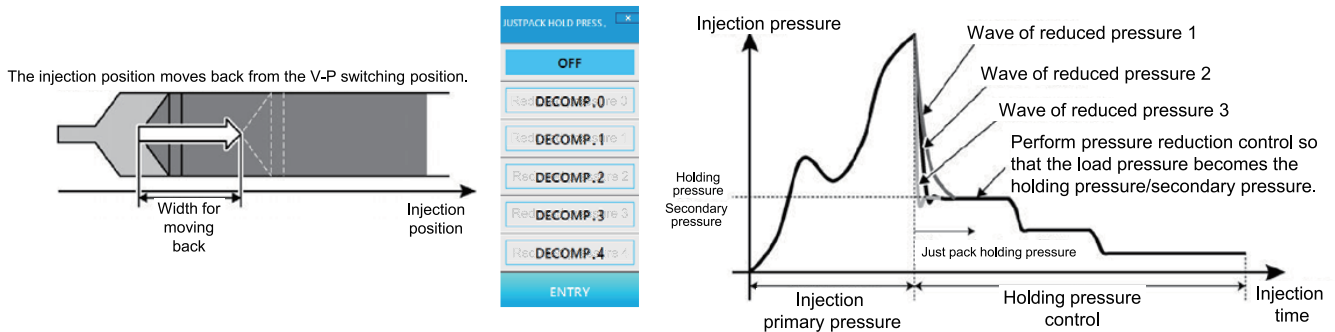 The injection position moves back from the V-P switching position.
Width for
moving
back
Injection
position
JUSTPACK HOLD PRESS.
×
OFF
DECOMP.0
DECOMP.1
DECOMP.2
DECOMP.3
DECOMP.4
ENTRY
Injection pressure
Wave of reduced pressure 1
Wave of reduced pressure 2
Wave of reduced pressure 3
Perform pressure reduction control so
that the load pressure becomes the
holding pressure/secondary pressure.
Holding
pressure
Secondary
pressure
Just pack holding pressure
Injection
primary pressure
Holding pressure
control
Injection
time